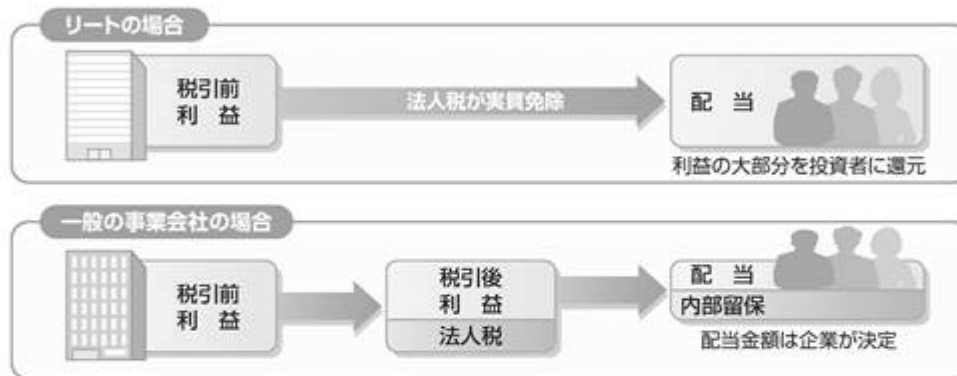 リートの場合
税引前
利 益
法人税が実質免除
配 当
利益の大部分を投資者に還元
一般の事業会社の場合
税引前
利 益
税引後
利 益
法人税
配 当
内部留保
配当金額は企業が決定